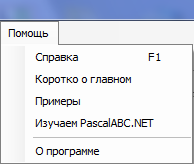 Помощь
Справка F1
Коротко о главном
Примеры
Изучаем PascalABC.NET
О программе